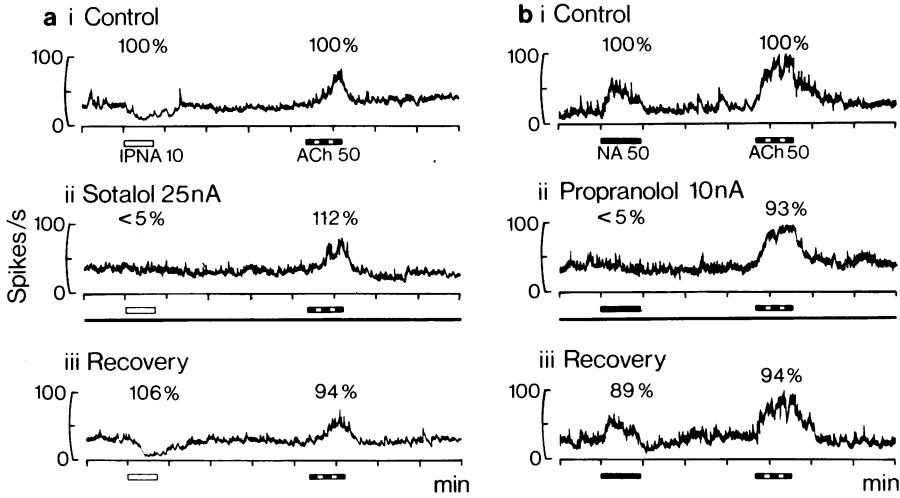 a i Control
100% 100%
100
0
IPNA 10 ACh 50
ii Sotalol 25nA
<5% 112%
100
0
iii Recovery
106% 94%
100
0
min
Spikes/s
b i Control
100% 100%
100
0
NA 50 ACh 50
ii Propranolol 10nA
<5% 93%
100
0
iii Recovery
89% 94%
100
0
min